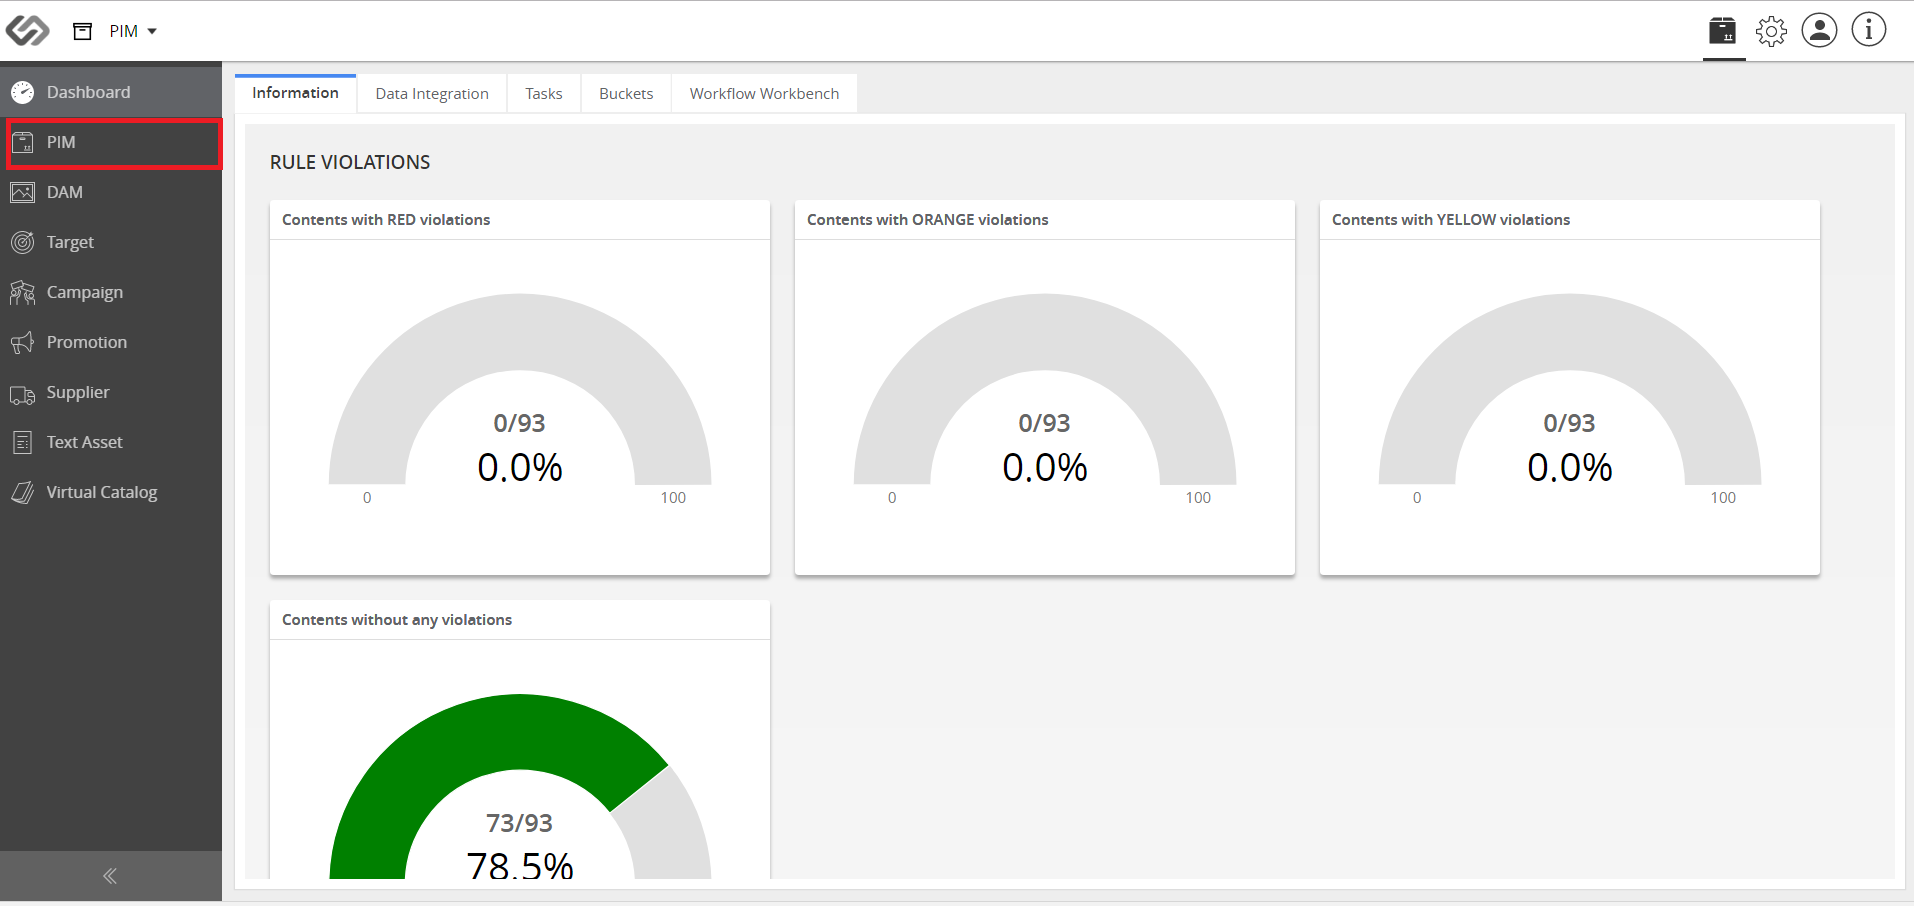 PIM
Dashboard
PIM
DAM
Target
Campaign
Promotion
Supplier
Text Asset
Virtual Catalog
Information
Data Integration
Tasks
Buckets
Workflow Workbench
RULE VIOLATIONS
Contents with RED violations
0/93
0.0%
0
100
Contents with ORANGE violations
0/93
0.0%
0
100
Contents with YELLOW violations
0/93
0.0%
0
100
Contents without any violations
73/93
78.5%